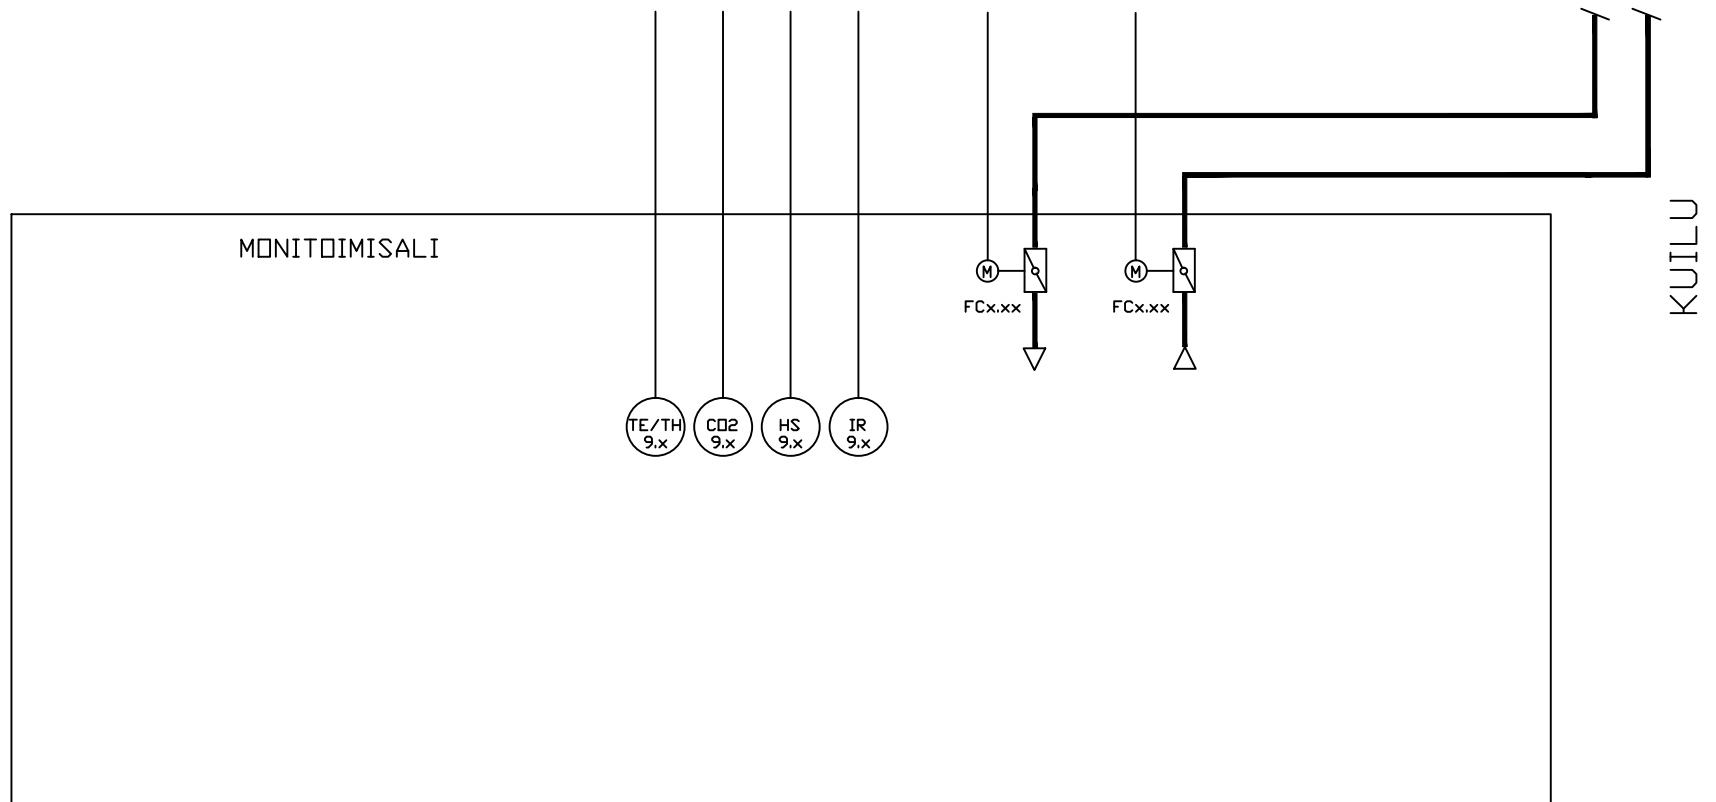 MONITOIMISALI
KUILU
M
M
FCx.xx
FCx.xx
TE/TH
9.x
CO2
9.x
HS
9.x
IR
9.x